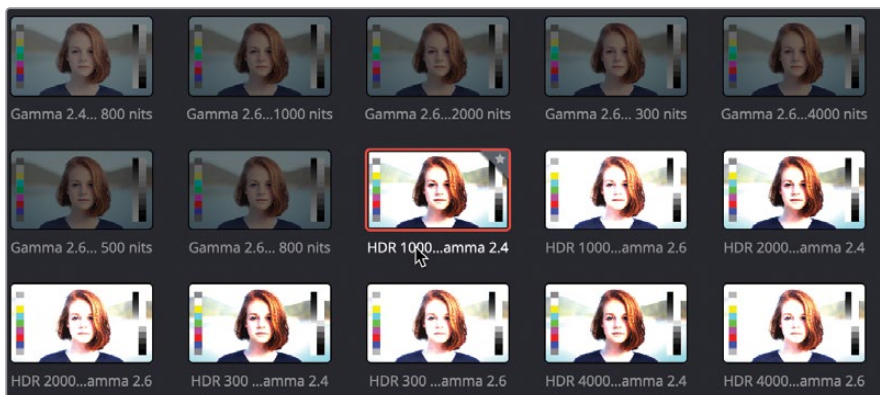 Gamma 2.4... 800 nits
Gamma 2.6...1000 nits
Gamma 2.6...2000 nits
Gamma 2.6... 300 nits
Gamma 2.6...4000 nits
Gamma 2.6... 500 nits
Gamma 2.6... 800 nits
HDR 1000...amma 2.4
HDR 1000...amma 2.6
HDR 2000...amma 2.4
HDR 2000...amma 2.6
HDR 300 ...amma 2.4
HDR 300 ...amma 2.6
HDR 4000...amma 2.4
HDR 4000...amma 2.6